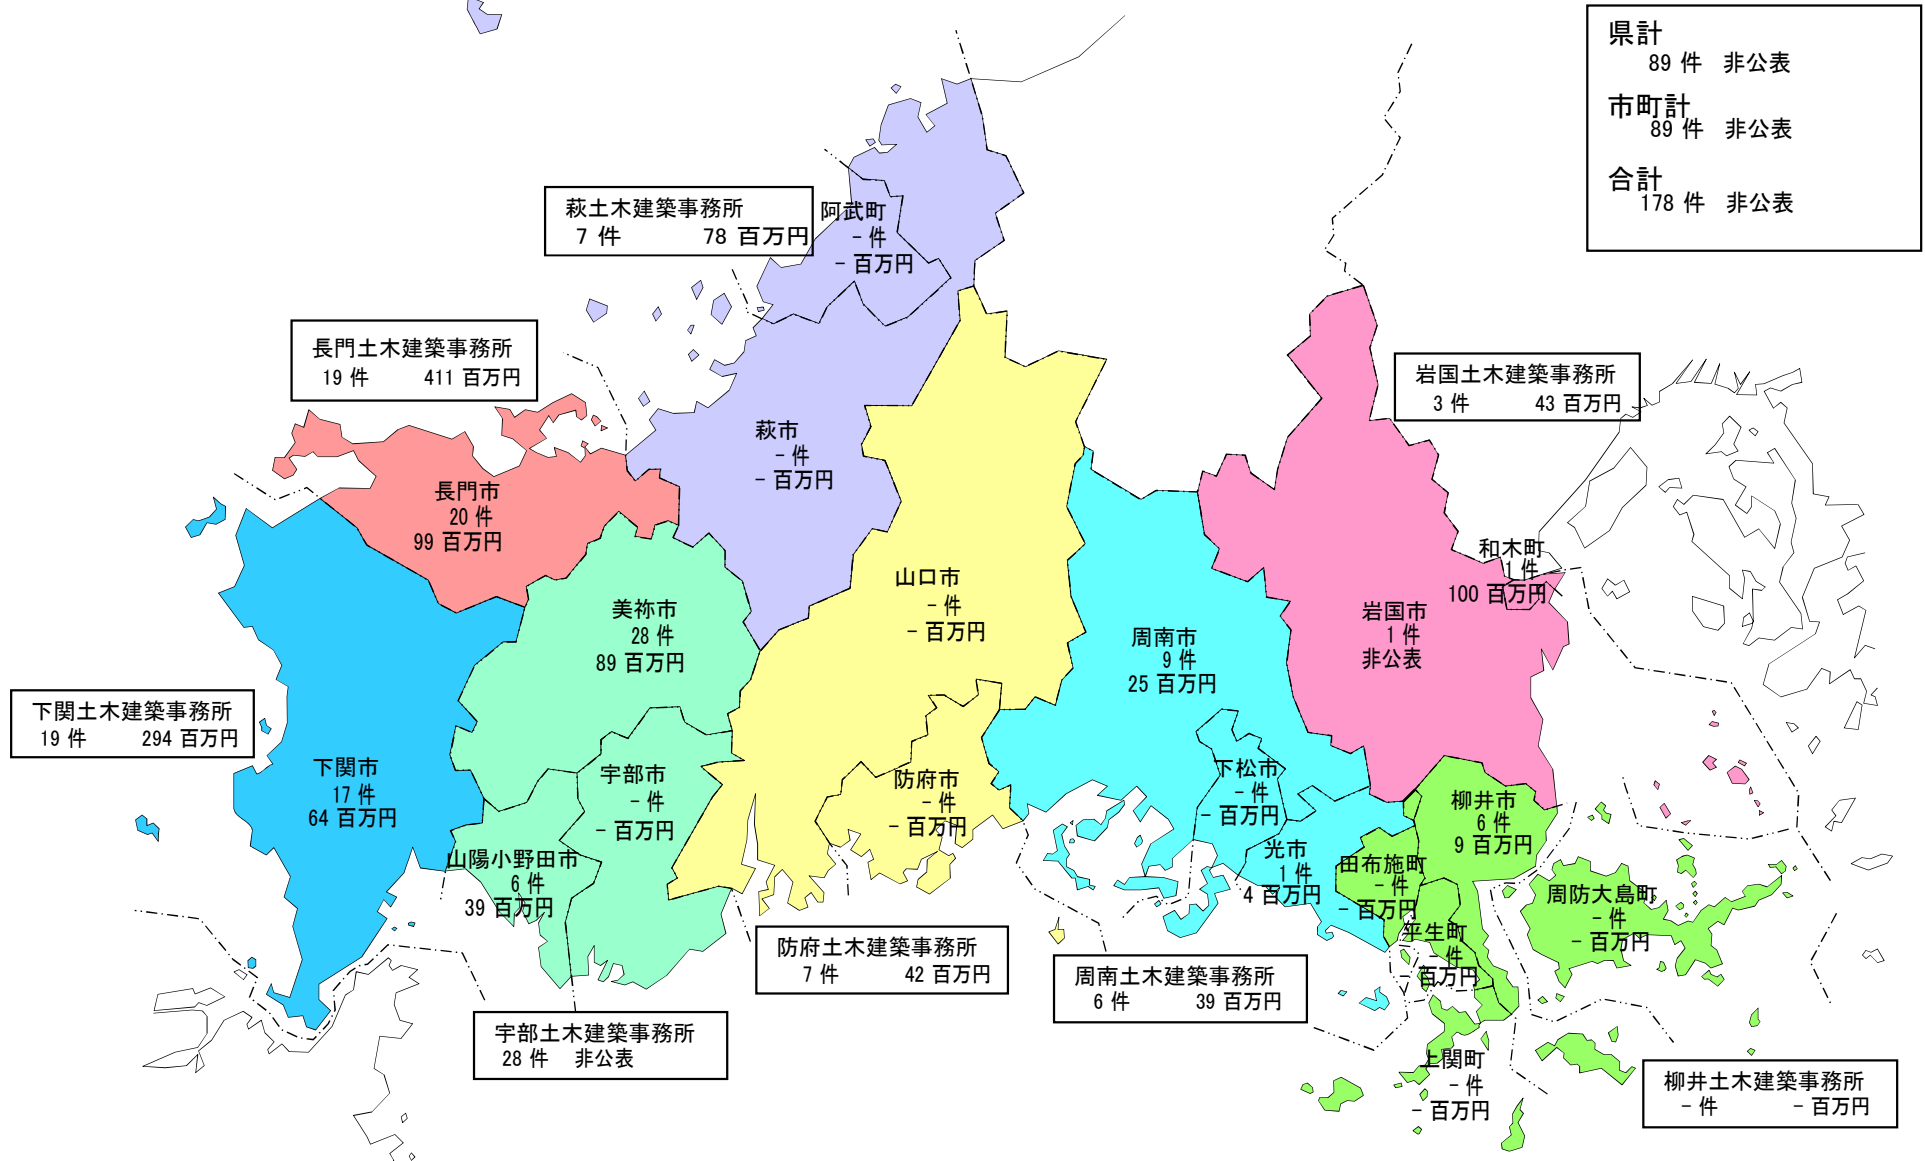 県計
89 件 非公表
市町計
89 件 非公表
合計
178 件 非公表
萩土木建築事務所
7 件 78 百万円
阿武町
- 件
- 百万円
長門土木建築事務所
19 件 411 百万円
岩国土木建築事務所
3 件 43 百万円
萩市
- 件
- 百万円
長門市
20 件
99 百万円
和木町
1 件
100 百万円
山口市
- 件
- 百万円
美祢市
28 件
89 百万円
岩国市
1 件
非公表
周南市
9 件
25 百万円
下関土木建築事務所
19 件 294 百万円
下関市
17 件
64 百万円
宇部市
- 件
- 百万円
防府市
- 件
- 百万円
下松市
- 件
- 百万円
柳井市
6 件
9 百万円
山陽小野田市
6 件
39 百万円
光市
1 件
4 百万円
田布施町
- 件
- 百万円
周防大島町
- 件
- 百万円
平生町
- 件
- 百万円
防府土木建築事務所
7 件 42 百万円
周南土木建築事務所
6 件 39 百万円
宇部土木建築事務所
28 件 非公表
上関町
- 件
- 百万円
柳井土木建築事務所
- 件 - 百万円